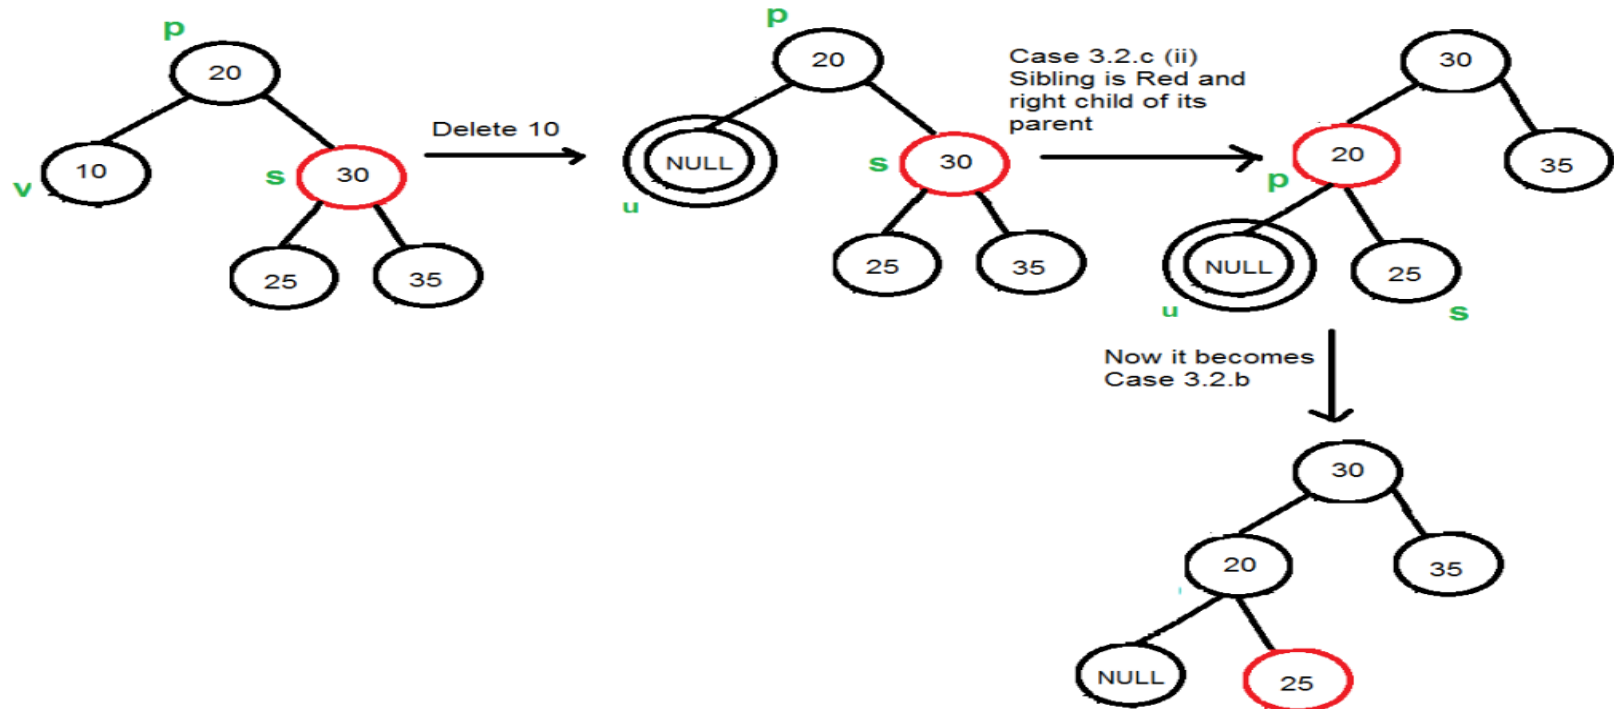 p
20
10
v
s
30
25
35
Delete 10
p
20
NULL
u
s
30
25
35
Case 3.2.c (ii)
Sibling is Red and
right child of its
parent
30
20
p
35
NULL
u
25
s
Now it becomes
Case 3.2.b
30
20
35
NULL
25